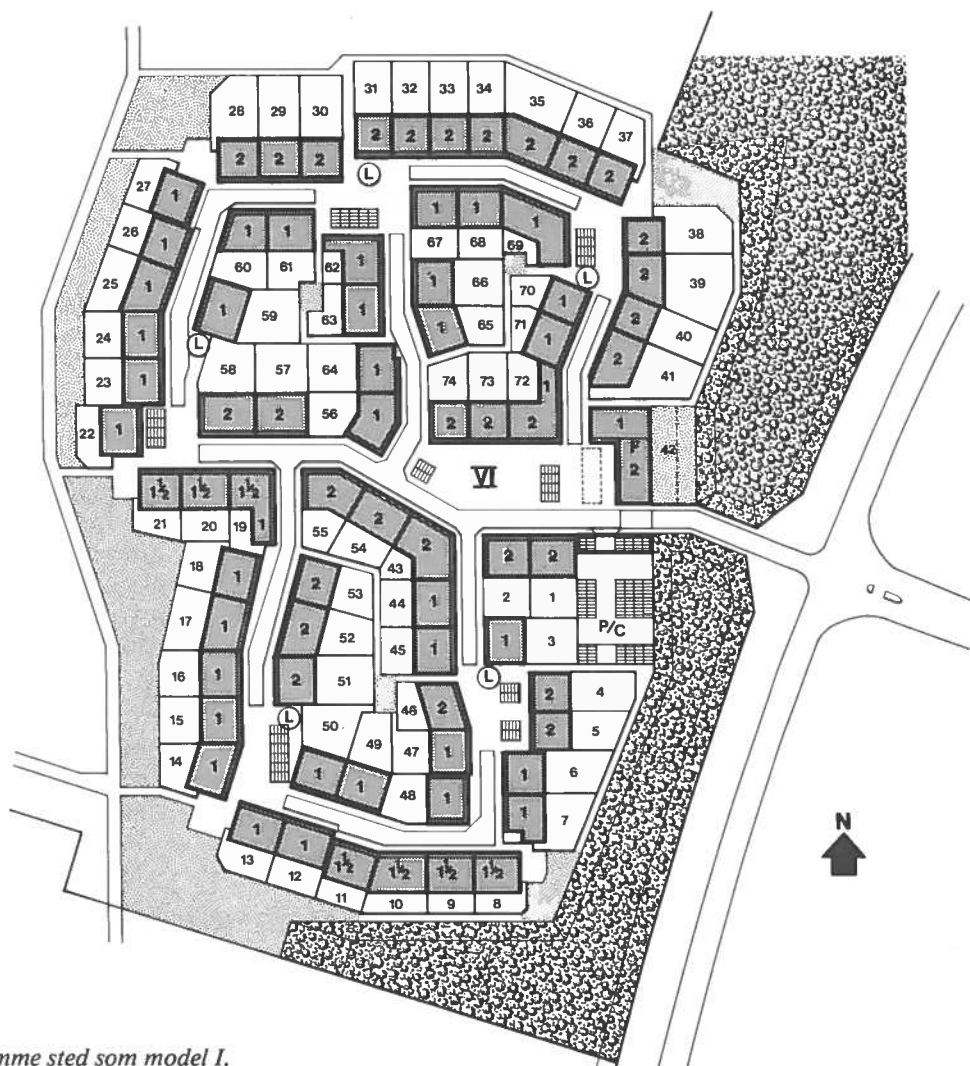 31 32 33 34 35 36 37
28 29 30
2 2 2 2 2 2 2
2 2 2
L
27 1
26 1
25 1
24 1
23 1
22 1
1 1
60 61 62 1
1 59 63 1
L
58 57 64 1
2 2 56 1
1 1 1
67 68 69
1 66 70 1
1 65 71 1
74 73 72 1
2 2 2
L
2 38
2 39
2 40
2 41
1
P 42
2
VI
1½ 1½ 1½
21 20 19 1
18 1
17 1
16 1
15 1
14 1
2 2 2
55 54 43
2 53 44 1
2 52 45 1
2 51
L
50 49 46 2
47 1
1 1 48 1
2 2
2 1
P/C
1 3
L
2 4
2 5
1 6
1 7
1 1 1½ 1½ 1½ 1½
13 12 11 10 9 8
N
mme sted som model I.